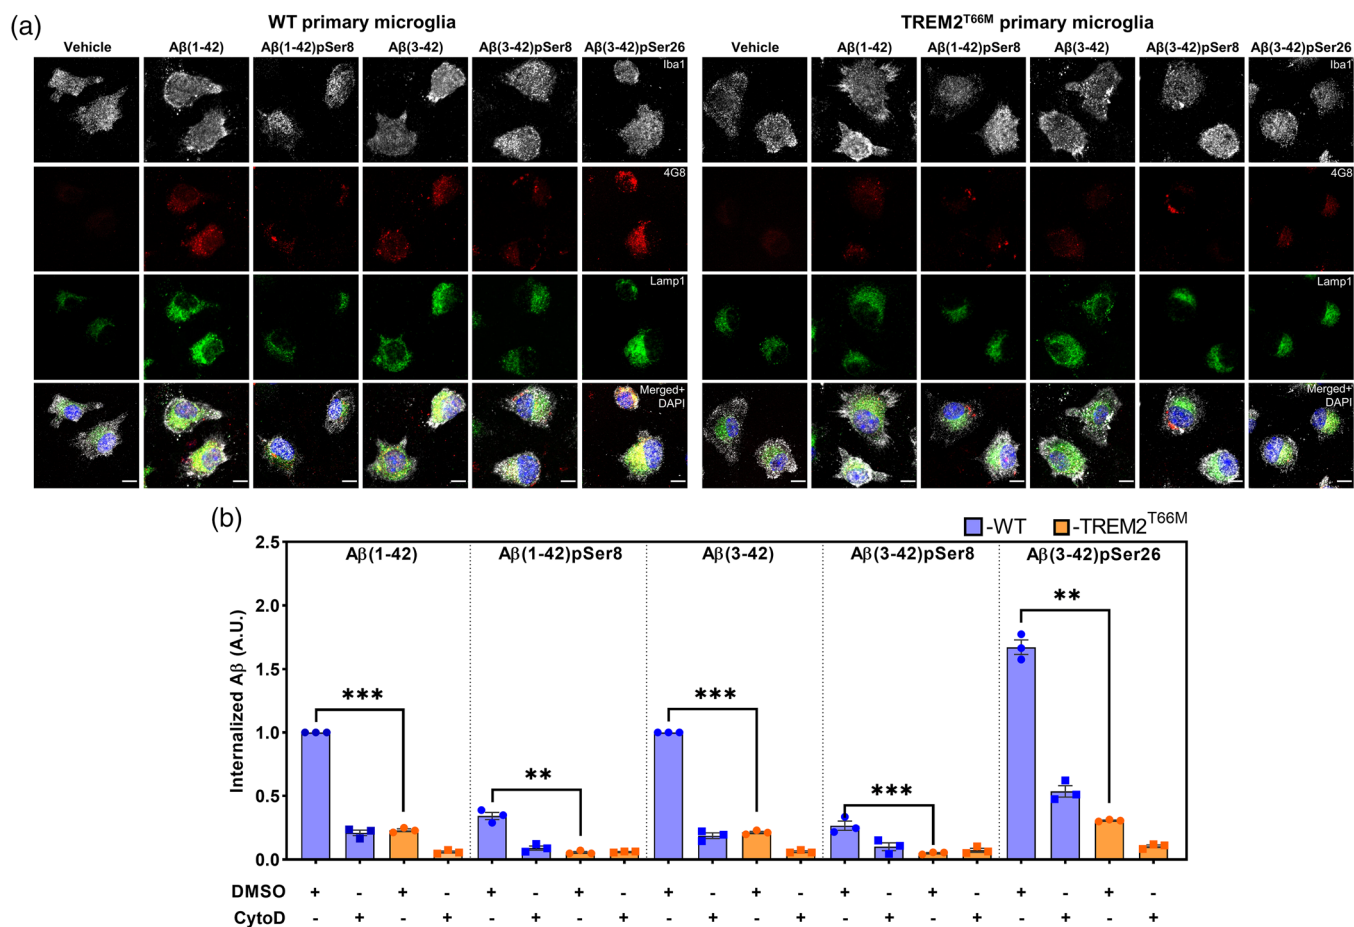 (a)
WT primary microglia
TREM2T66M primary microglia
Vehicle Aβ(1-42) Aβ(1-42)pSer8 Aβ(3-42) Aβ(3-42)pSer8 Aβ(3-42)pSer26
Vehicle Aβ(1-42) Aβ(1-42)pSer8 Aβ(3-42) Aβ(3-42)pSer8 Aβ(3-42)pSer26
Iba1
Iba1
4G8
4G8
Lamp1
Lamp1
Merged+
DAPI
Merged+
DAPI
(b)
-WT -TREM2T66M
Aβ(1-42) Aβ(1-42)pSer8 Aβ(3-42) Aβ(3-42)pSer8 Aβ(3-42)pSer26
Internalized Aβ (A.U.)
2.5
2.0
1.5
1.0
0.5
0.0
*** ** *** *** **
DMSO + - + - + - + - + - + - + - + - + - + -
CytoD - + - + - + - + - + - + - + - + - + - +